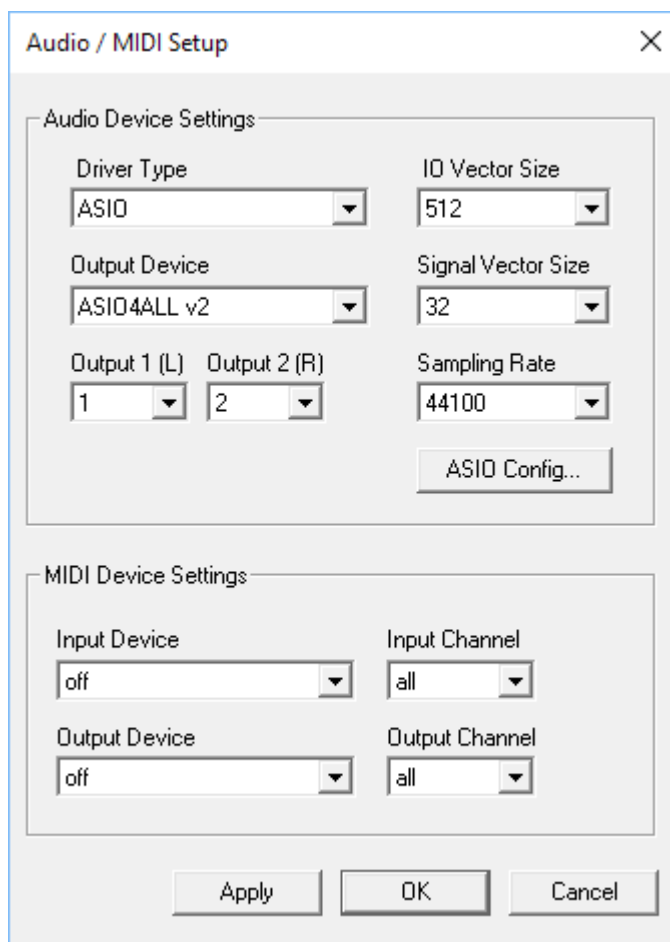 Audio / MIDI Setup
Audio Device Settings
Driver Type
IO Vector Size
ASIO
512
Output Device
Signal Vector Size
ASIO4ALL v2
32
Output 1 (L)
Output 2 (R)
Sampling Rate
1
2
44100
ASIO Config...
MIDI Device Settings
Input Device
Input Channel
off
all
Output Device
Output Channel
off
all
Apply
OK
Cancel